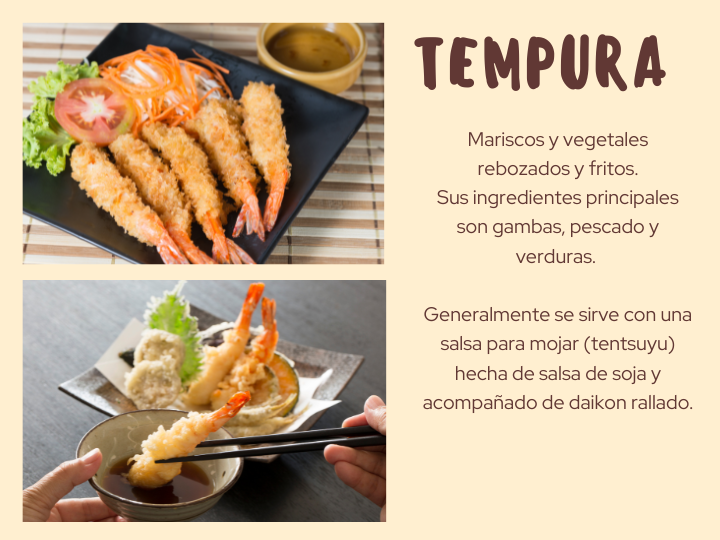 TEMPURA
Mariscos y vegetales
rebozados y fritos.
Sus ingredientes principales
son gambas, pescado y
verduras.
Generalmente se sirve con una
salsa para mojar (tentsuyu)
hecha de salsa de soja y
acompañado de daikon rallado.